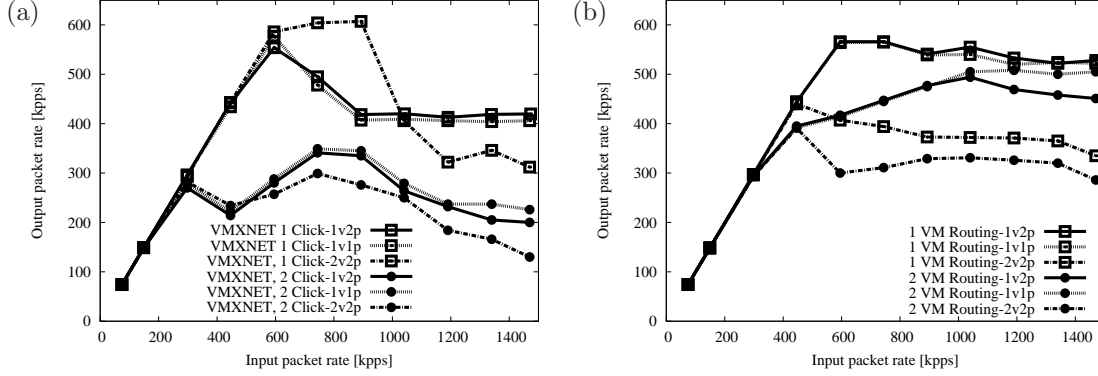 (a)
Output packet rate [kpps]
600
500
400
300
200
100
0
0 200 400 600 800 1000 1200 1400
Input packet rate [kpps]
VMXNET 1 Click-1v2p
VMXNET 1 Click-1v1p
VMXNET, 1 Click-2v2p
VMXNET, 2 Click-1v2p
VMXNET, 2 Click-1v1p
VMXNET, 2 Click-2v2p
(b)
Output packet rate [kpps]
600
500
400
300
200
100
0
0 200 400 600 800 1000 1200 1400
Input packet rate [kpps]
1 VM Routing-1v2p
1 VM Routing-1v1p
1 VM Routing-2v2p
2 VM Routing-1v2p
2 VM Routing-1v1p
2 VM Routing-2v2p